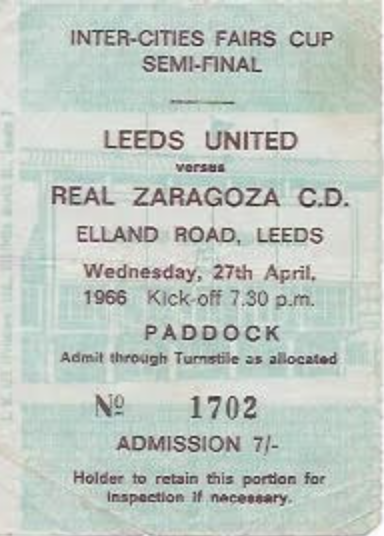 INTER-CITIES FAIRS CUP
SEMI-FINAL
LEEDS UNITED
versus
REAL ZARAGOZA C.D.
ELLAND ROAD, LEEDS
Wednesday, 27th April,
1966 Kick-off 7.30 p.m.
PADDOCK
Admit through Turnstile as allocated
Nº 1702
ADMISSION 7/-
Holder to retain this portion for
inspection if necessary.